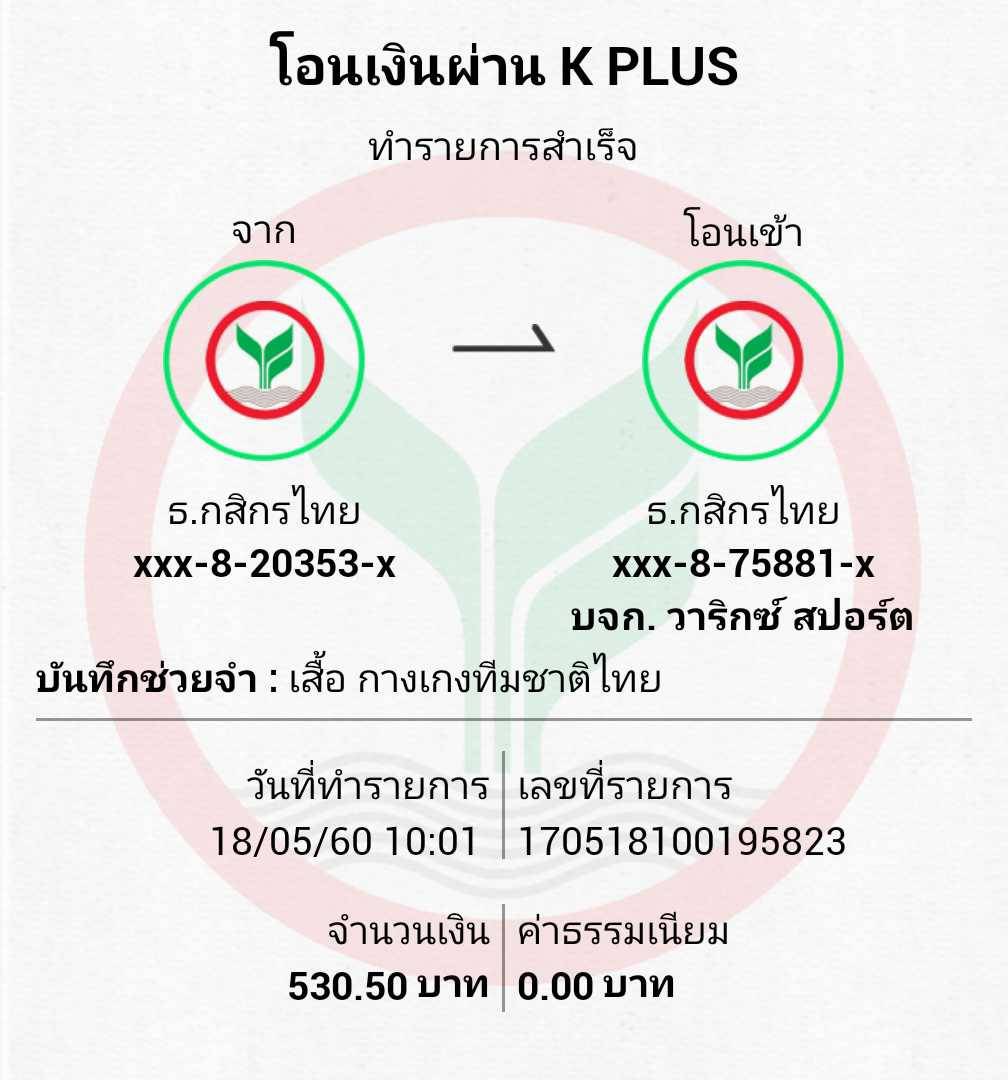 โอนเงินผ่าน K PLUS
ทำรายการสำเร็จ
จาก
โอนเข้า
ธ.กสิกรไทย
xxx-8-20353-x
ธ.กสิกรไทย
xxx-8-75881-x
บจก. วาริกซ์ สปอร์ต
บันทึกช่วยจำ : เสื้อ กางเกงทีมชาติไทย
วันที่ทำรายการ
18/05/60 10:01
เลขที่รายการ
170518100195823
จำนวนเงิน
530.50 บาท
ค่าธรรมเนียม
0.00 บาท